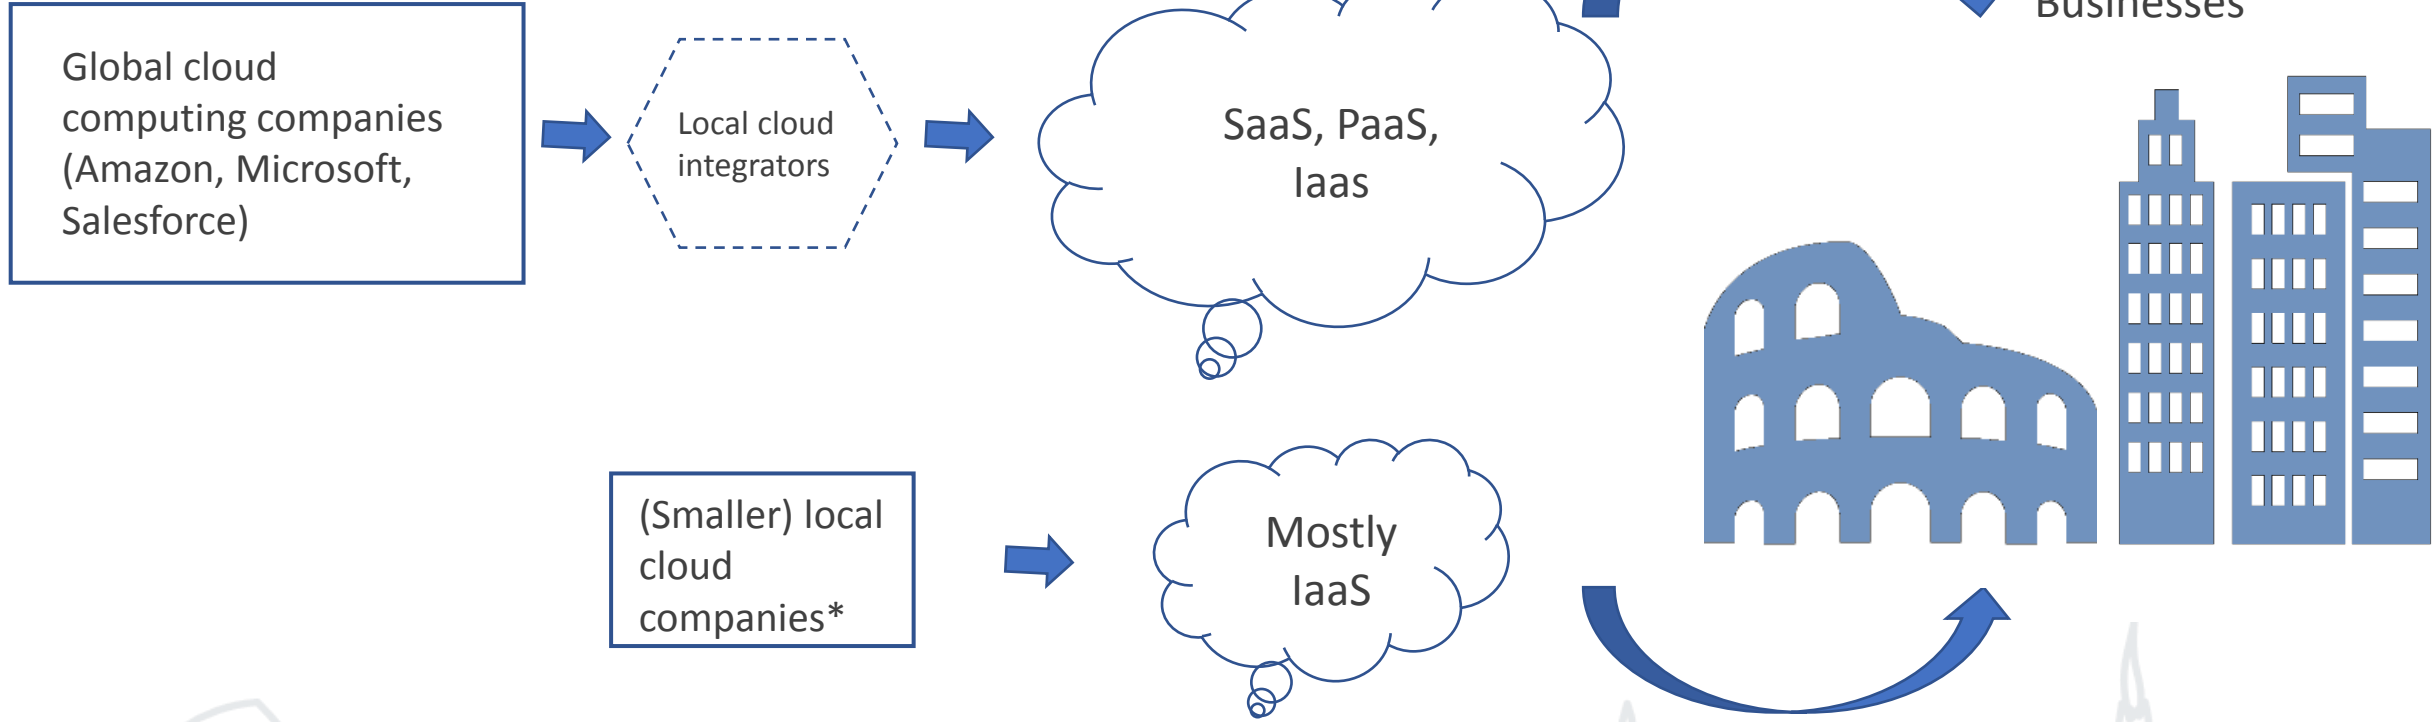 Businesses
Global cloud
computing companies
(Amazon, Microsoft,
Salesforce)
Local cloud
integrators
SaaS, PaaS,
Iaas
(Smaller) local
cloud
companies*
Mostly
IaaS